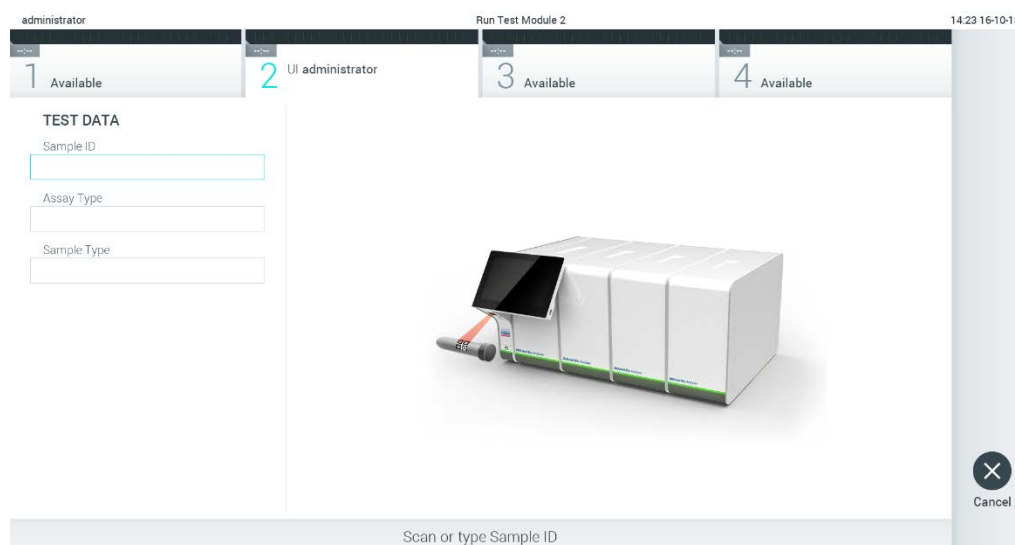 administrator
Run Test Module 2
14:23 16-10-1
--:--
--:--
--:--
--:--
1 Available
2 UI administrator
3 Available
4 Available
TEST DATA
Sample ID
Assay Type
Sample Type
Cancel
Scan or type Sample ID